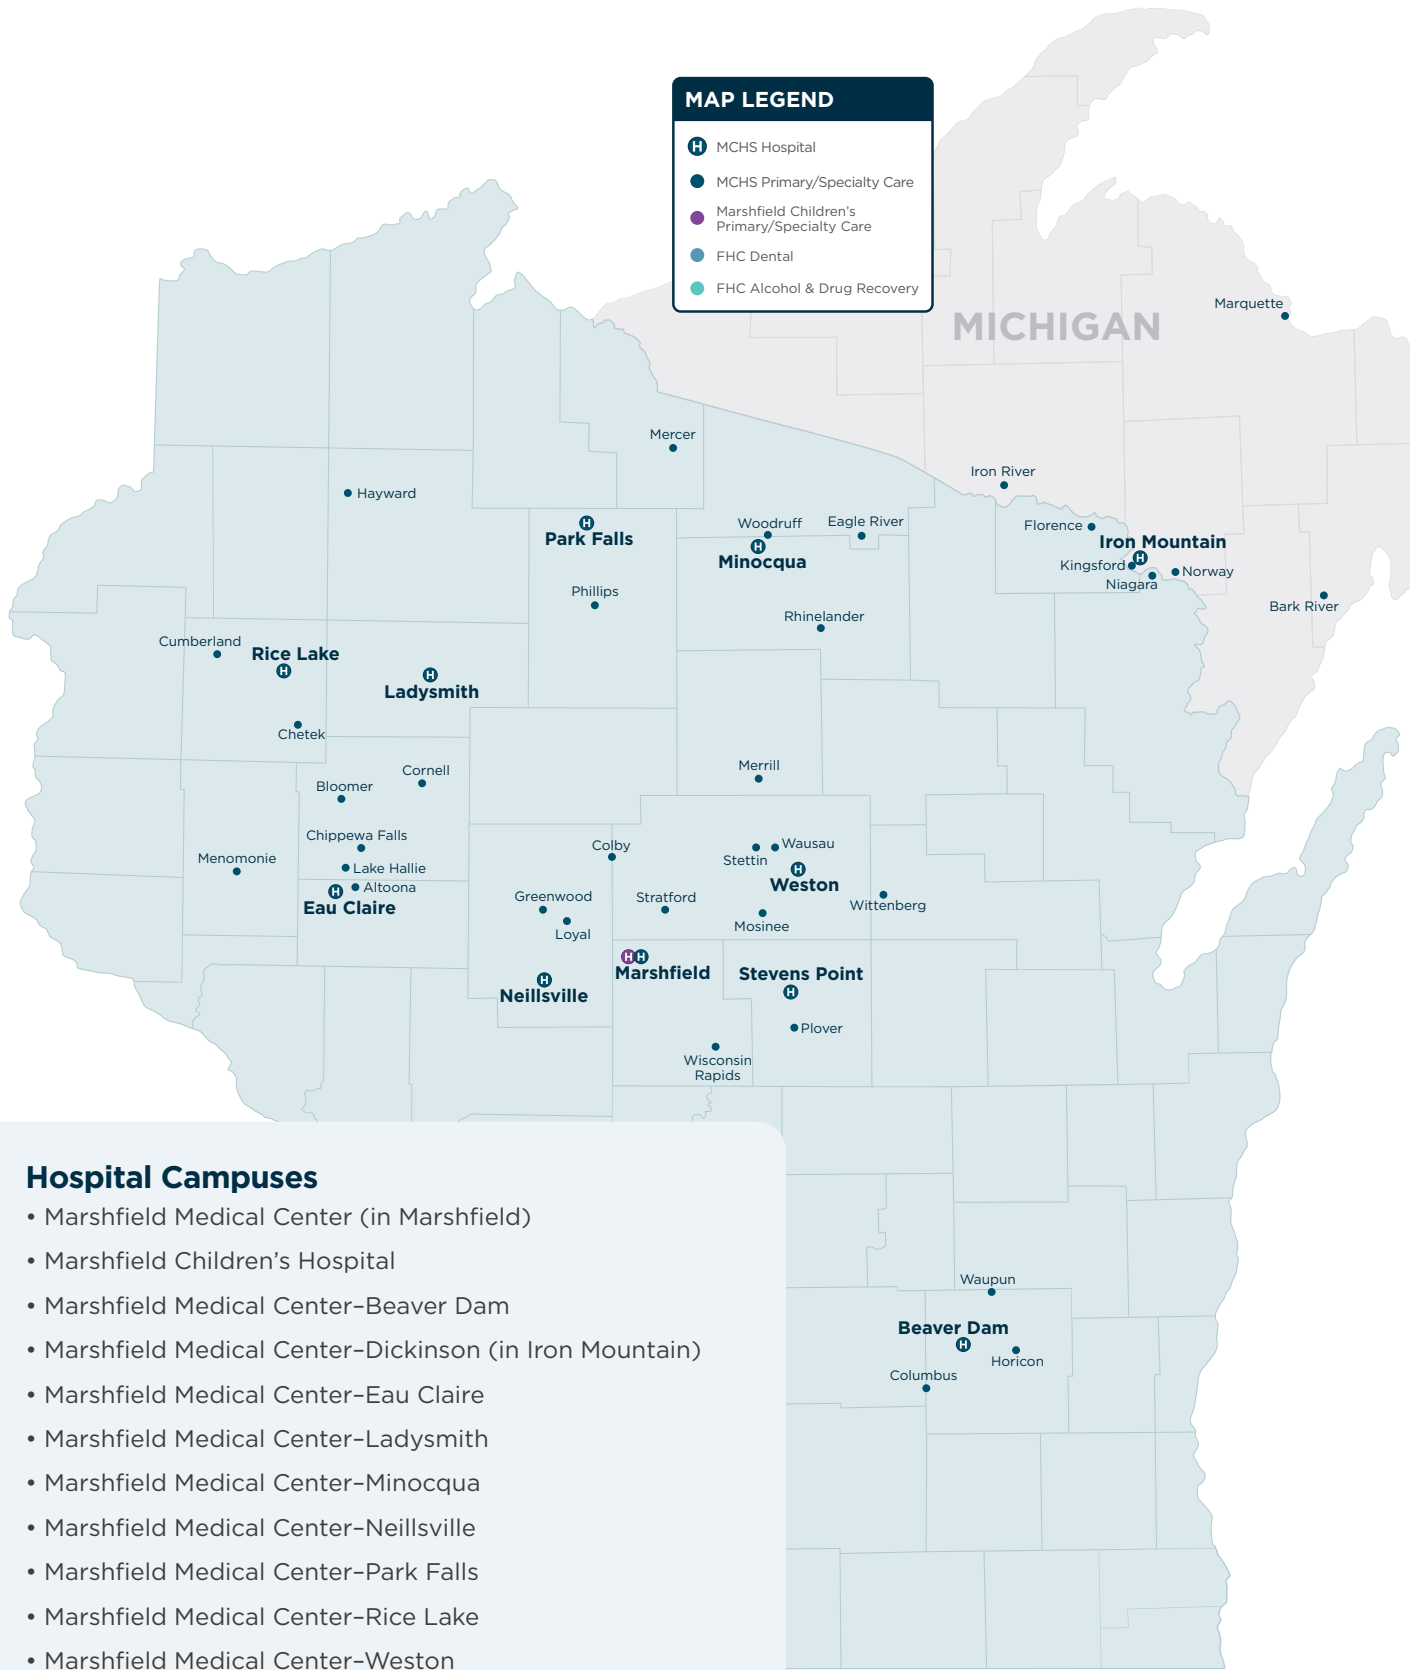 MAP LEGEND
H MCHS Hospital
MCHS Primary/Specialty Care
Marshfield Children's
Primary/Specialty Care
FHC Dental
FHC Alcohol & Drug Recovery
MICHIGAN
Marquette
Mercer
Iron River
Hayward
H
Park Falls
Woodruff
Eagle River
H
Minocqua
Florence
Iron Mountain
H
Kingsford
Norway
Niagara
Bark River
Phillips
Rhinelander
Cumberland
Rice Lake
H
H
Ladysmith
Chetek
Merrill
Cornell
Bloomer
Chippewa Falls
Colby
Wausau
Stettin
Menomonie
Lake Hallie
H
Weston
Altoona
H
Eau Claire
Greenwood
Stratford
Wittenberg
Loyal
Mosinee
H H
Marshfield
Stevens Point
H
H
Neillsville
Plover
Wisconsin
Rapids
Waupun
Beaver Dam
H
Horicon
Columbus
Hospital Campuses
• Marshfield Medical Center (in Marshfield)
• Marshfield Children's Hospital
• Marshfield Medical Center–Beaver Dam
• Marshfield Medical Center–Dickinson (in Iron Mountain)
• Marshfield Medical Center–Eau Claire
• Marshfield Medical Center–Ladysmith
• Marshfield Medical Center–Minocqua
• Marshfield Medical Center–Neillsville
• Marshfield Medical Center–Park Falls
• Marshfield Medical Center–Rice Lake
• Marshfield Medical Center–Weston